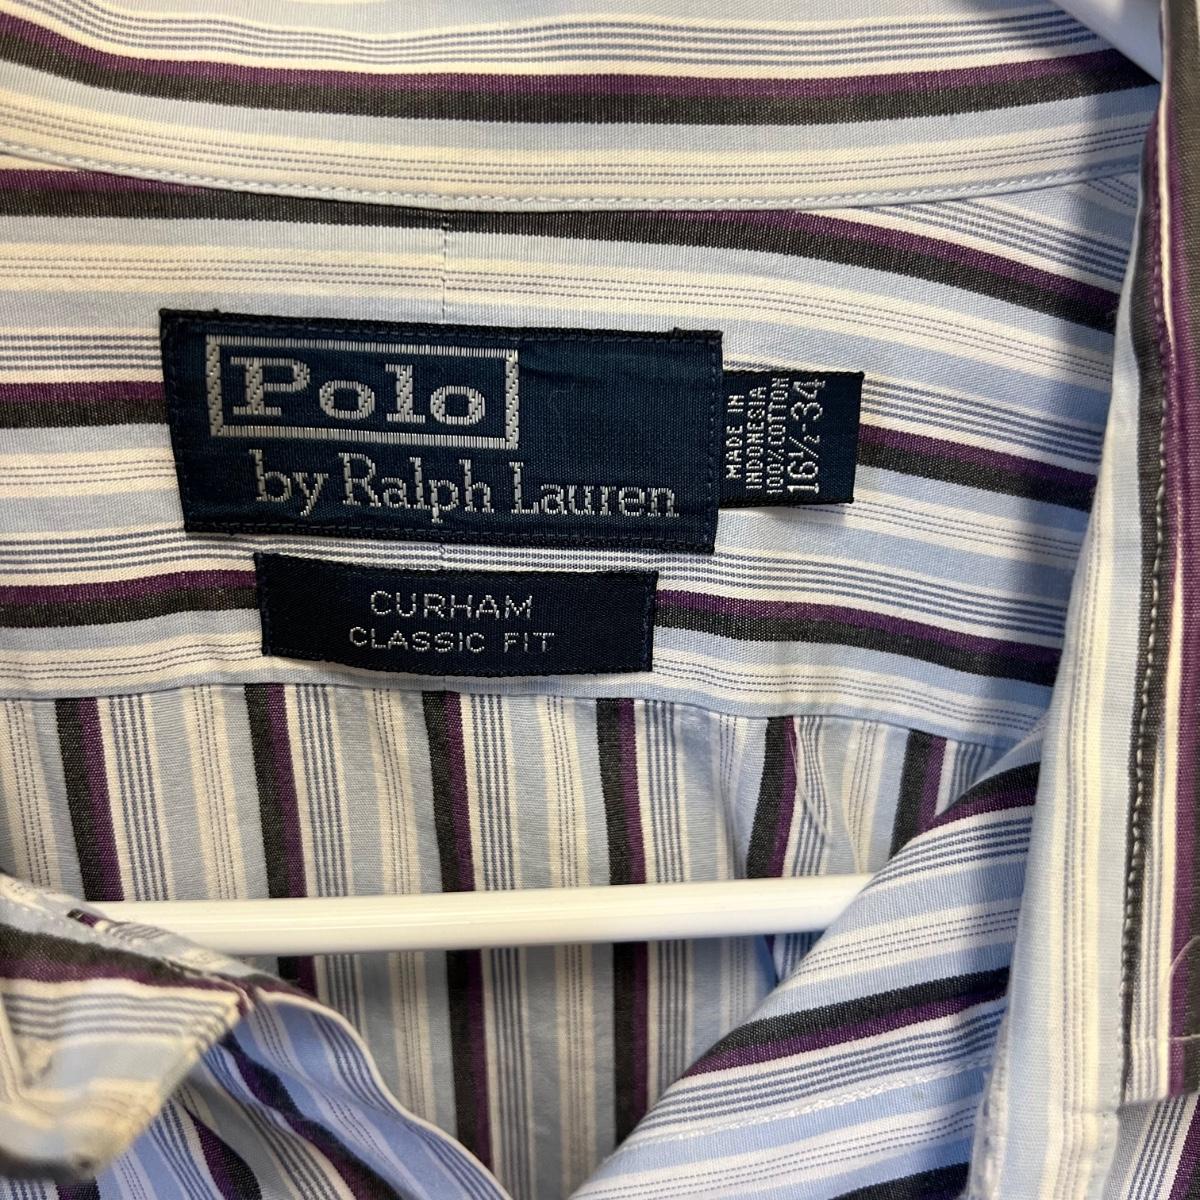 Polo
by Ralph Lauren
MADE IN
INDONESIA
100% COTTON
16½-34
CURHAM
CLASSIC FIT